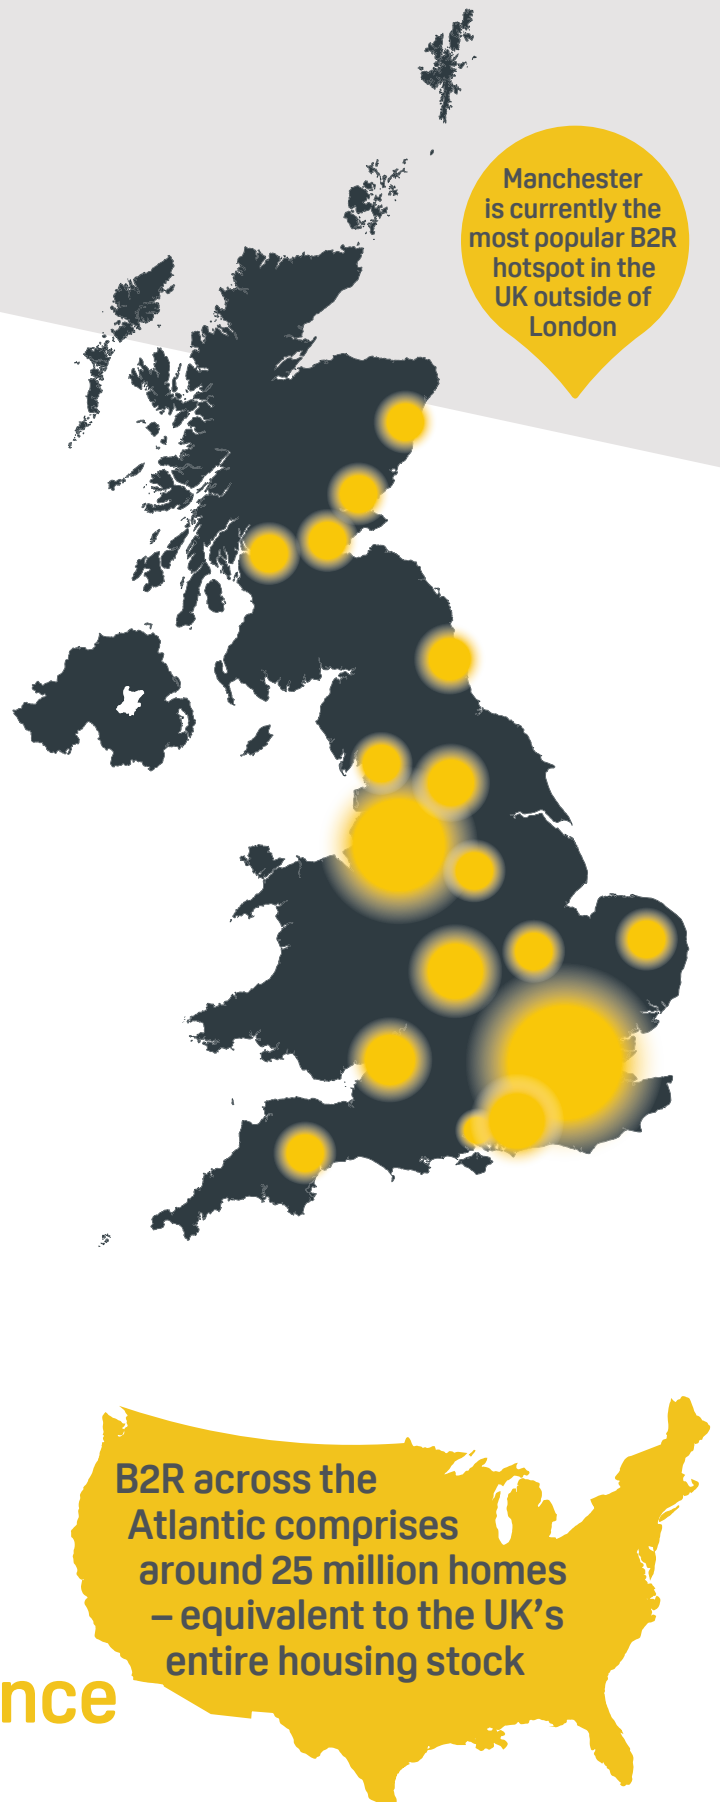 Manchester
is currently the
most popular B2R
hotspot in the
UK outside of
London
B2R across the
Atlantic comprises
around 25 million homes
– equivalent to the UK’s
entire housing stock
nce